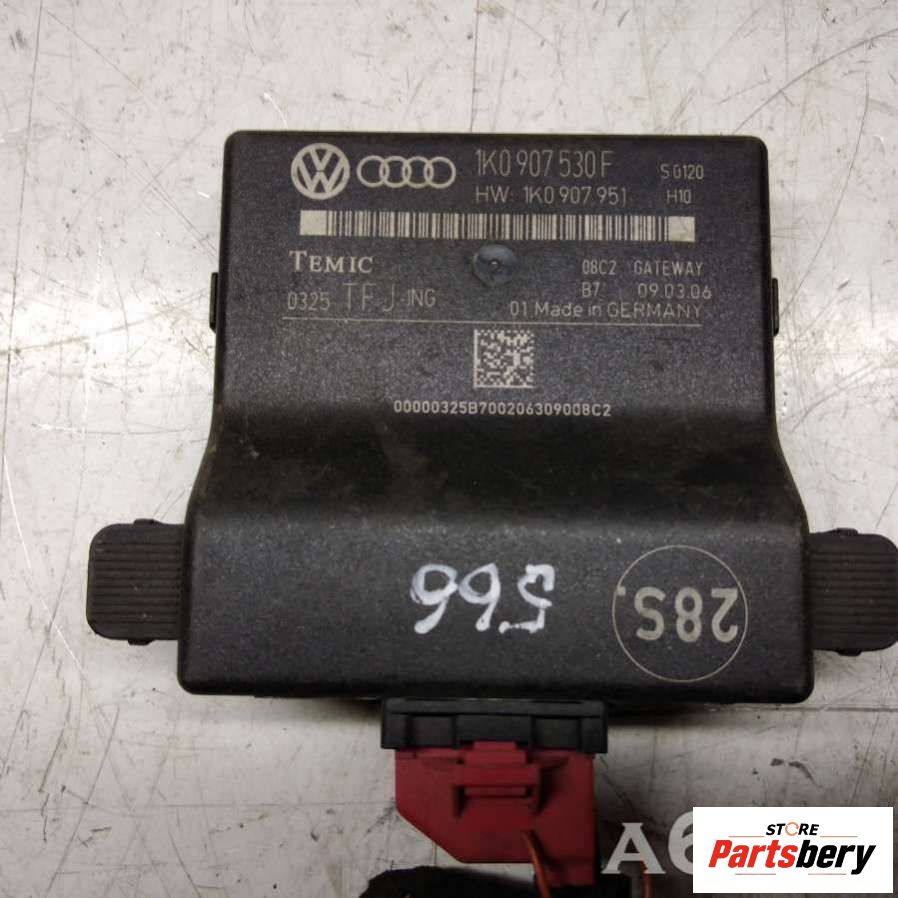 1K0 907 530 F S0120
HW 1K0 907 951 H10
TEMIC 08C2 GATEWAY
B7 09.03.06
0325 TFJ ING 01 Made in GERMANY
00000325B700206309008C2
566
28S.
A6
STORE
Partsbery